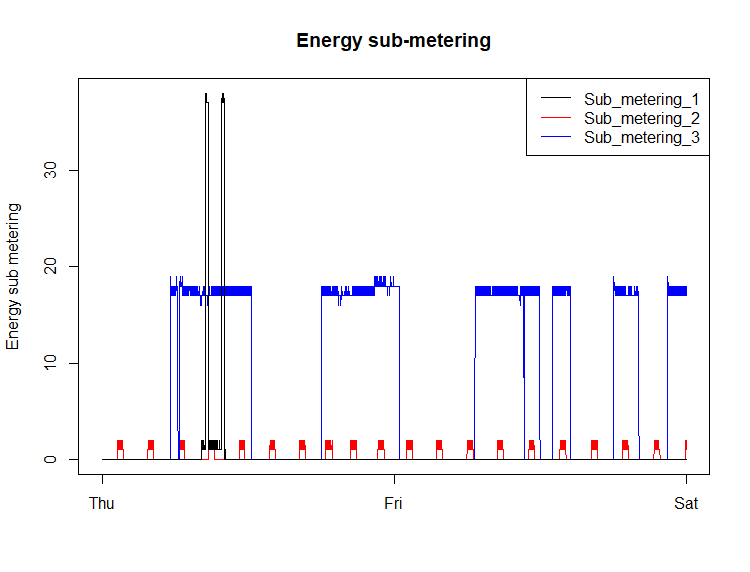 Energy sub-metering
Sub_metering_1
Sub_metering_2
Sub_metering_3
Energy sub metering
30
20
10
0
Thu Fri Sat